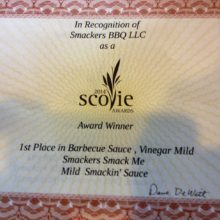 In Recognition of
Smackers BBQ LLC
as a
2014
scovie
AWARDS
Award Winner
1st Place in Barbecue Sauce , Vinegar Mild
Smackers Smack Me
Mild Smackin' Sauce
Dave DeWitt